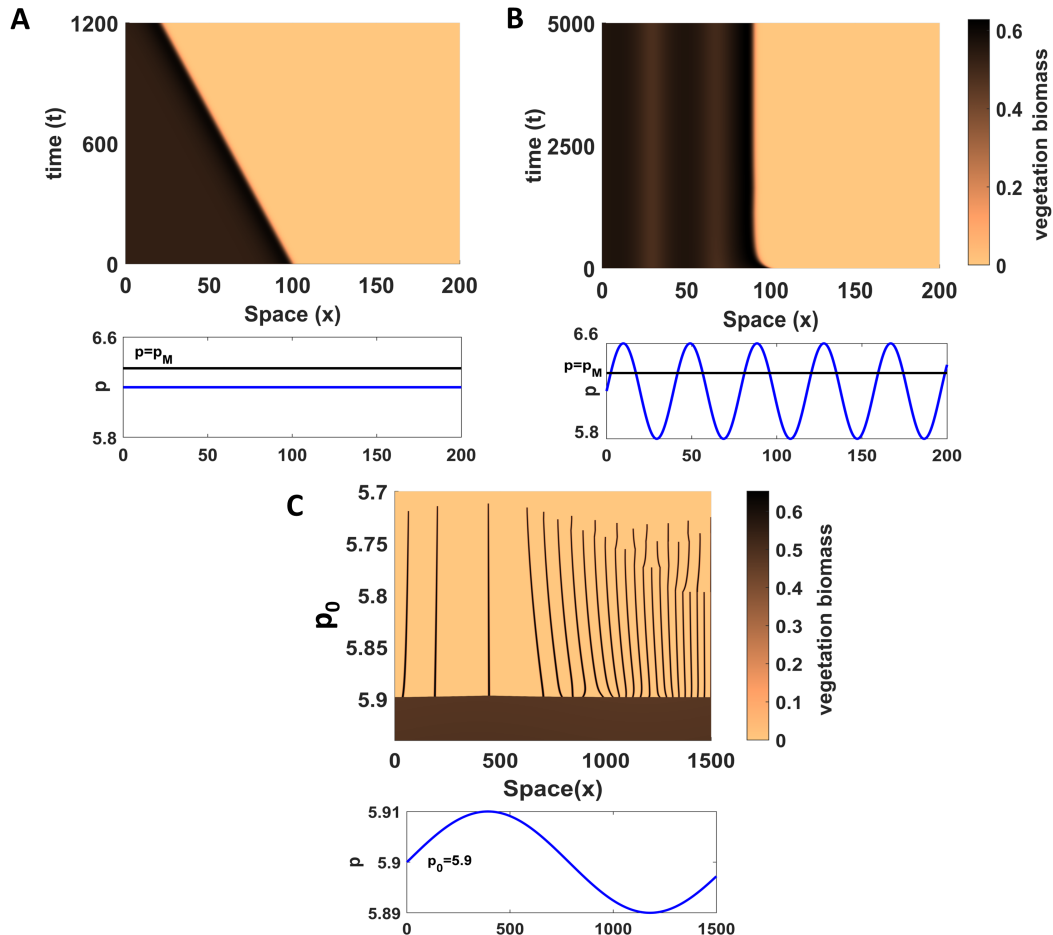 A
1200
600
0
time (t)
0 50 100 150 200
Space (x)
6.6
p=p_M
p
5.8
0 50 100 150 200
B
5000
2500
0
time (t)
0 50 100 150 200
Space (x)
0.6
0.4
0.2
0
vegetation biomass
6.6
p=p_M
p
5.8
0 50 100 150 200
C
5.7
5.75
5.8
5.85
5.9
p_0
0 500 1000 1500
Space(x)
0.6
0.5
0.4
0.3
0.2
0.1
0
vegetation biomass
5.91
5.9
5.89
p
p_0=5.9
0 500 1000 1500